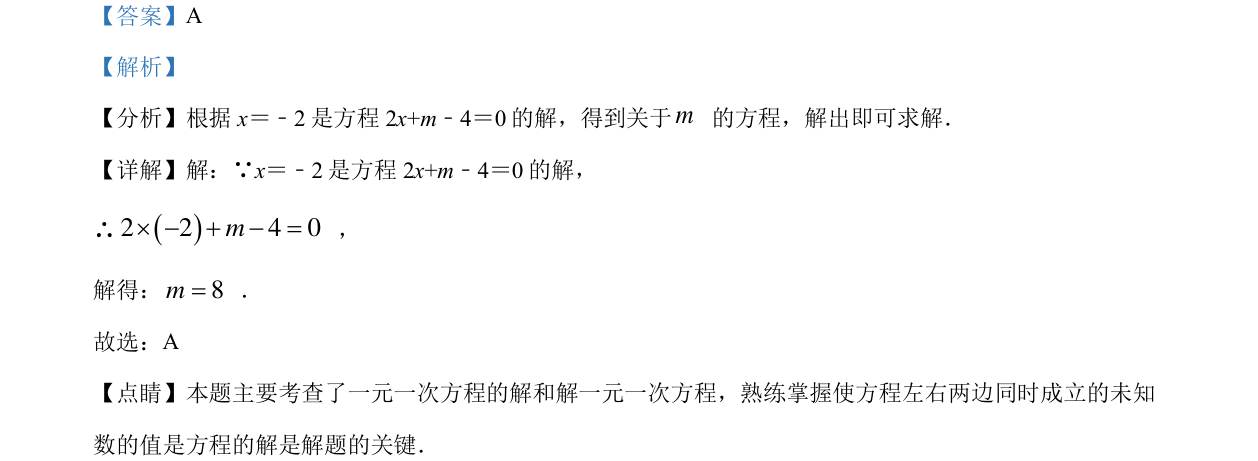 【答案】A
【解析】
【分析】根据 x＝﹣2 是方程 2x+m﹣4＝0 的解，得到关于 m 的方程，解出即可求解．
【详解】解：∵x＝﹣2 是方程 2x+m﹣4＝0 的解，
∴ 2×(−2)+m−4=0 ，
解得： m=8 ．
故选：A
【点睛】本题主要考查了一元一次方程的解和解一元一次方程，熟练掌握使方程左右两边同时成立的未知
数的值是方程的解是解题的关键．